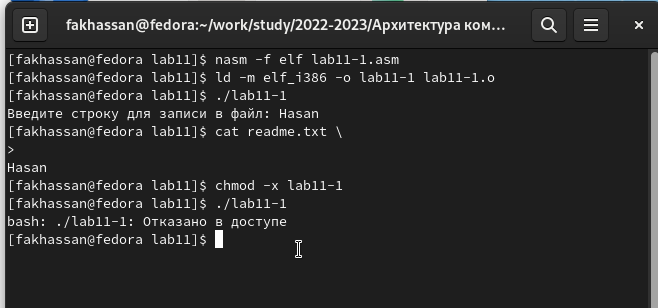 fakhassan@fedora:~/work/study/2022-2023/Архитектура ком...
[fakhassan@fedora lab11]$ nasm -f elf lab11-1.asm
[fakhassan@fedora lab11]$ ld -m elf_i386 -o lab11-1 lab11-1.o
[fakhassan@fedora lab11]$ ./lab11-1
Введите строку для записи в файл: Hasan
[fakhassan@fedora lab11]$ cat readme.txt \
>
Hasan
[fakhassan@fedora lab11]$ chmod -x lab11-1
[fakhassan@fedora lab11]$ ./lab11-1
bash: ./lab11-1: Отказано в доступе
[fakhassan@fedora lab11]$